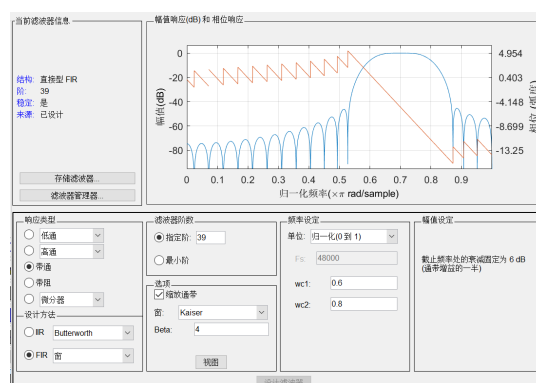 当前滤波器信息
结构: 直接型 FIR
阶: 39
稳定: 是
来源: 已设计
存储滤波器...
滤波器管理器...
幅值响应(dB) 和 相位响应
幅值(dB)
0
-20
-40
-60
-80
4.954
0.403
-4.148
-8.699
-13.25
相位 (弧度)
0 0.1 0.2 0.3 0.4 0.5 0.6 0.7 0.8 0.9
归一化频率(×π rad/sample)
响应类型
低通
高通
带通
带阻
微分器
设计方法
IIR Butterworth
FIR 窗
滤波器阶数
指定阶: 39
最小阶
选项
缩放通带
窗: Kaiser
Beta: 4
视图
频率设定
单位: 归一化(0 到 1)
Fs: 48000
wc1: 0.6
wc2: 0.8
幅值设定
截止频率处的衰减固定为 6 dB
(通带增益的一半)
设计滤波器